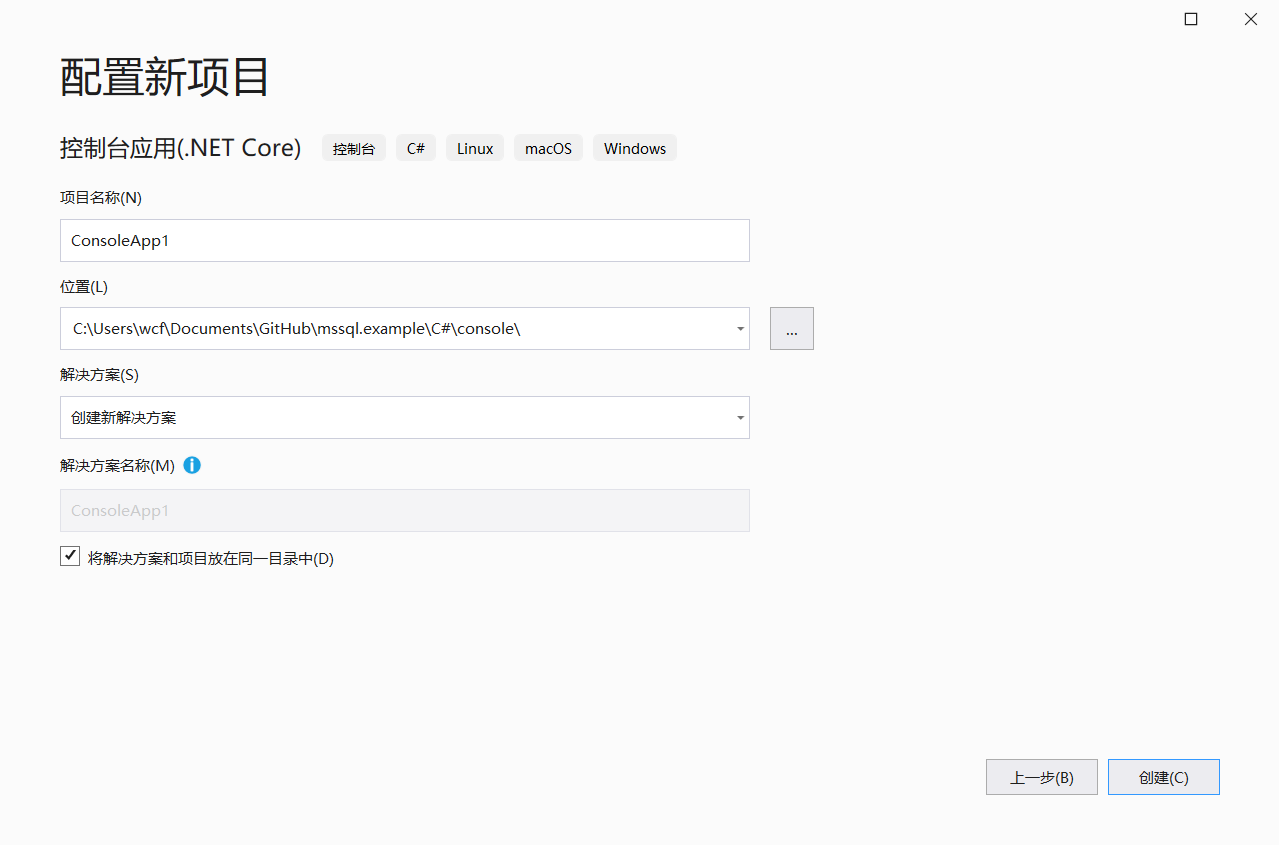 配置新项目
控制台应用(.NET Core) 控制台 C# Linux macOS Windows
项目名称(N)
ConsoleApp1
位置(L)
C:\Users\wcf\Documents\GitHub\mssql.example\C#\console\
...
解决方案(S)
创建新解决方案
解决方案名称(M)
ConsoleApp1
将解决方案和项目放在同一目录中(D)
上一步(B) 创建(C)